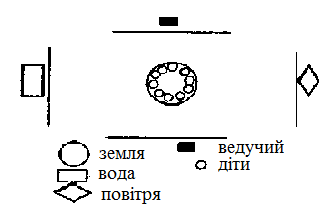 земля
вода
повітря
ведучий
діти